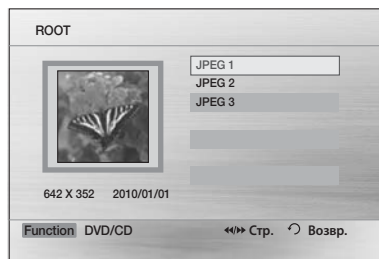 ROOT
JPEG 1
JPEG 2
JPEG 3
642 X 352 2010/01/01
Function DVD/CD ◀◀/▶▶ Стр. Возвр.